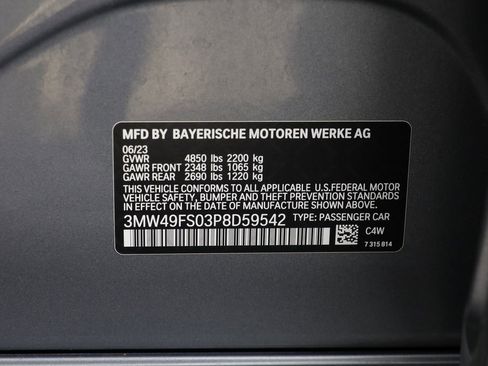 MFD BY BAYERISCHE MOTOREN WERKE AG
06/23
GVWR 4850 lbs 2200 kg
GAWR FRONT 2348 lbs 1065 kg
GAWR REAR 2690 lbs 1220 kg
THIS VEHICLE CONFORMS TO ALL APPLICABLE U.S.FEDERAL MOTOR
VEHICLE SAFETY, BUMPER AND THEFT PREVENTION STANDARDS
IN EFFECT ON THE DATE OF MANUFACTURE SHOWN ABOVE.
3MW49FS03P8D59542 TYPE: PASSENGER CAR
C4W
7 315 814